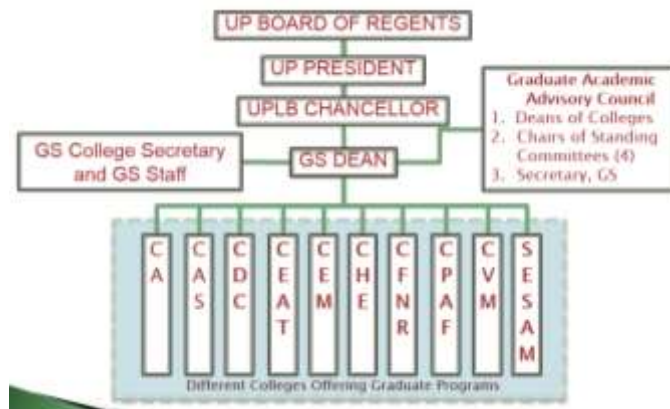 UP BOARD OF REGENTS
UP PRESIDENT
UPLB CHANCELLOR
Graduate Academic
Advisory Council
1. Deans of Colleges
2. Chairs of Standing
Committees (4)
3. Secretary, GS
GS College Secretary
and GS Staff
GS DEAN
CA
CAS
CDC
CEAT
CEM
CHE
CFNR
CPAF
CVM
SESAM
Different Colleges Offering Graduate Programs